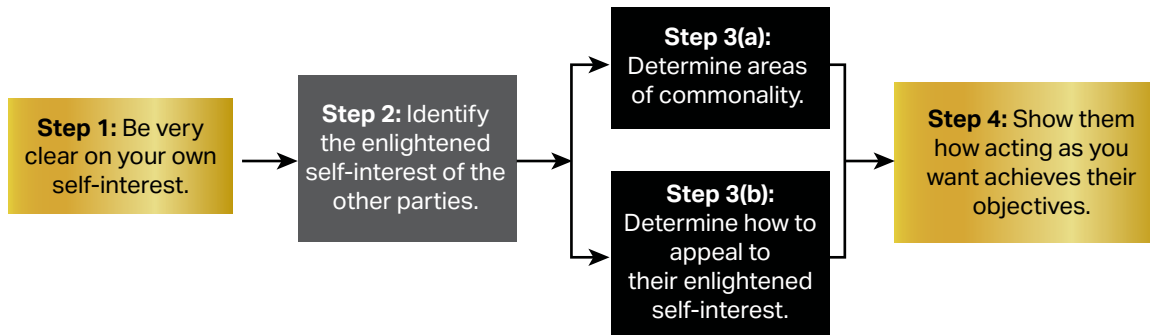 Step 1: Be very
clear on your own
self-interest.
Step 2: Identify
the enlightened
self-interest of the
other parties.
Step 3(a):
Determine areas
of commonality.
Step 3(b):
Determine how to
appeal to
their enlightened
self-interest.
Step 4: Show them
how acting as you
want achieves their
objectives.